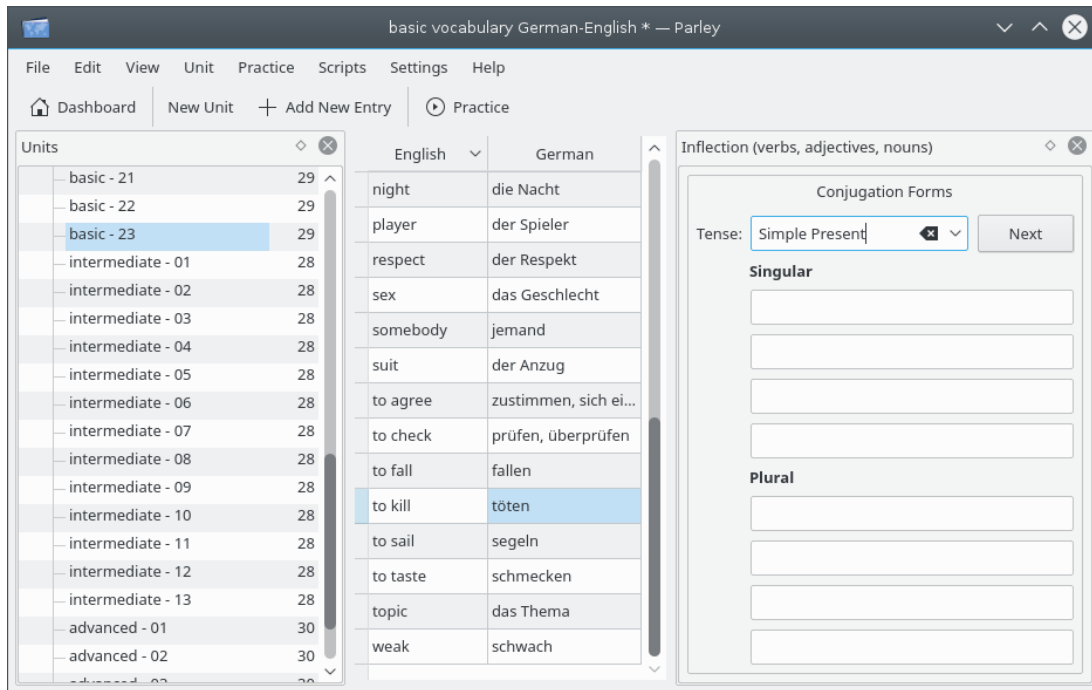 basic vocabulary German-English * — Parley
File Edit View Unit Practice Scripts Settings Help
Dashboard New Unit Add New Entry Practice
Units
basic - 21 29
basic - 22 29
basic - 23 29
intermediate - 01 28
intermediate - 02 28
intermediate - 03 28
intermediate - 04 28
intermediate - 05 28
intermediate - 06 28
intermediate - 07 28
intermediate - 08 28
intermediate - 09 28
intermediate - 10 28
intermediate - 11 28
intermediate - 12 28
intermediate - 13 28
advanced - 01 30
advanced - 02 30
English German
night die Nacht
player der Spieler
respect der Respekt
sex das Geschlecht
somebody jemand
suit der Anzug
to agree zustimmen, sich ei...
to check prüfen, überprüfen
to fall fallen
to kill töten
to sail segeln
to taste schmecken
topic das Thema
weak schwach
Inflection (verbs, adjectives, nouns)
Conjugation Forms
Tense: Simple Present Next
Singular
Plural